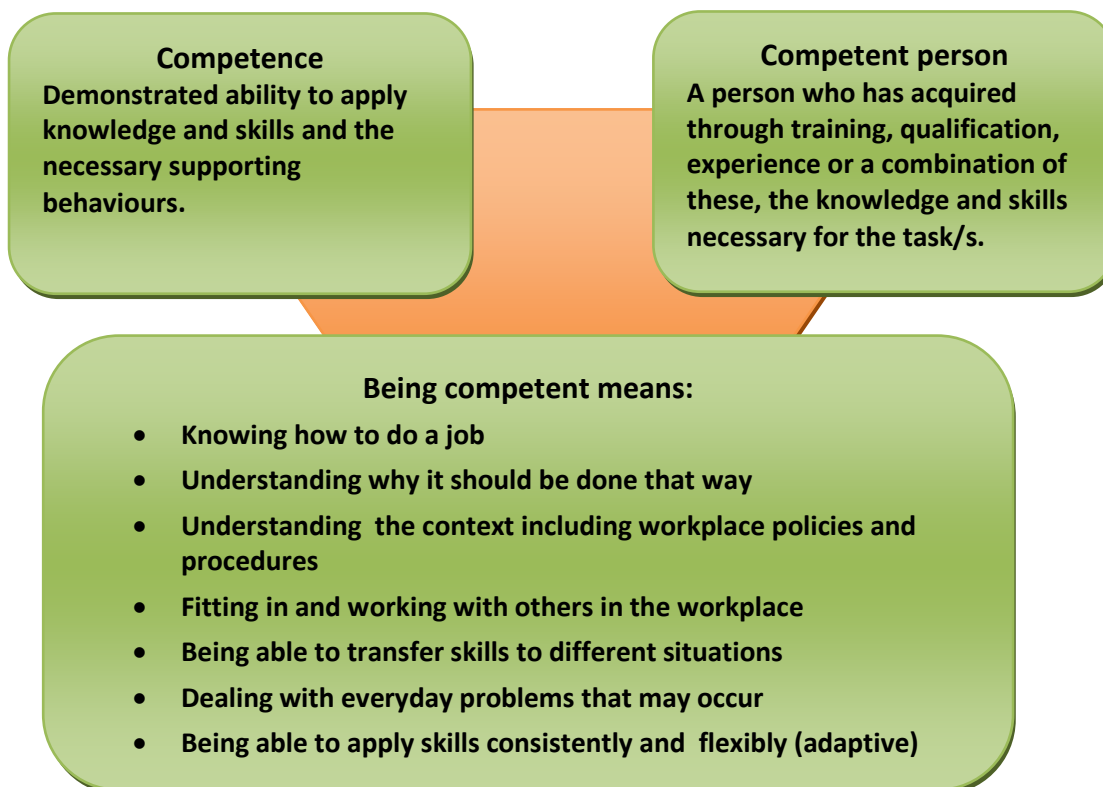 Competence
Demonstrated ability to apply
knowledge and skills and the
necessary supporting
behaviours.
Competent person
A person who has acquired
through training, qualification,
experience or a combination of
these, the knowledge and skills
necessary for the task/s.
Being competent means:
• Knowing how to do a job
• Understanding why it should be done that way
• Understanding  the context including workplace policies and
procedures
• Fitting in and working with others in the workplace
• Being able to transfer skills to different situations
• Dealing with everyday problems that may occur
• Being able to apply skills consistently and  flexibly (adaptive)